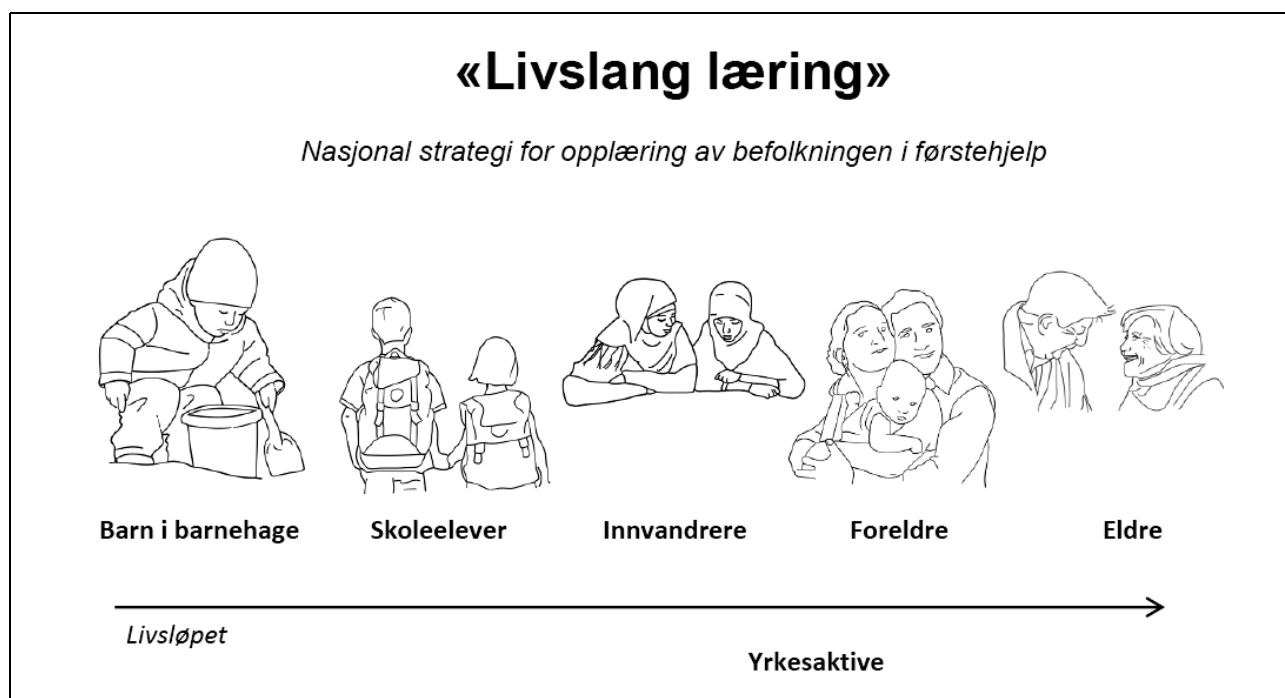 «Livslang læring»
Nasjonal strategi for opplæring av befolkningen i førstehjelp
Barn i barnehage
Skoleelever
Innvandrere
Foreldre
Eldre
Livsløpet
Yrkesaktive